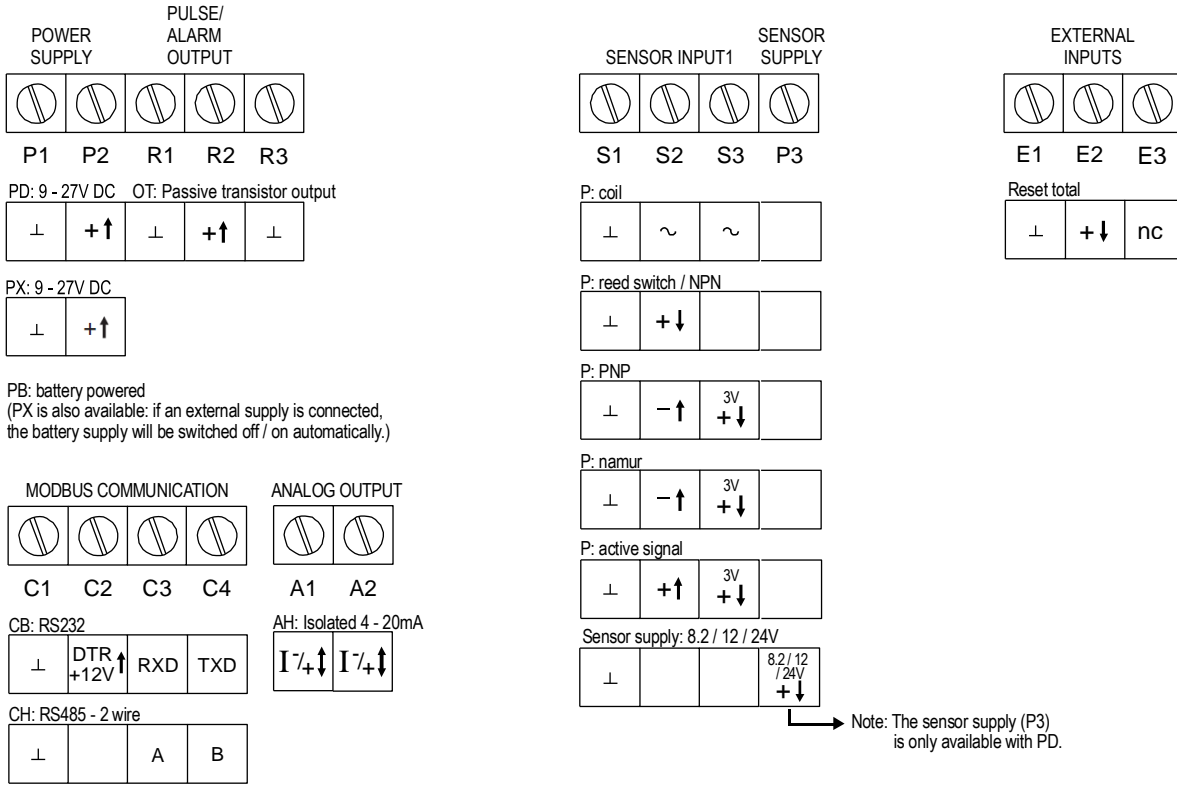 POWER
SUPPLY
PULSE/
ALARM
OUTPUT
P1 P2 R1 R2 R3
PD: 9 - 27V DC OT: Passive transistor output
⊥ +↑ ⊥ +↑ ⊥
PX: 9 - 27V DC
⊥ +↑
PB: battery powered
(PX is also available: if an external supply is connected,
the battery supply will be switched off / on automatically.)
MODBUS COMMUNICATION
C1 C2 C3 C4
CB: RS232
⊥ DTR +12V ↑ RXD TXD
CH: RS485 - 2 wire
⊥ A B
ANALOG OUTPUT
A1 A2
AH: Isolated 4 - 20mA
I -/+ ↕ I -/+ ↕
SENSOR INPUT1
SENSOR
SUPPLY
S1 S2 S3 P3
P: coil
⊥ ~ ~
P: reed switch / NPN
⊥ +↓
P: PNP
⊥ −↑ 3V +↓
P: namur
⊥ −↑ 3V +↓
P: active signal
⊥ +↑ 3V +↓
Sensor supply: 8.2 / 12 / 24V
⊥ 8.2 / 12 / 24V +↓
Note: The sensor supply (P3)
is only available with PD.
EXTERNAL
INPUTS
E1 E2 E3
Reset total
⊥ +↓ nc